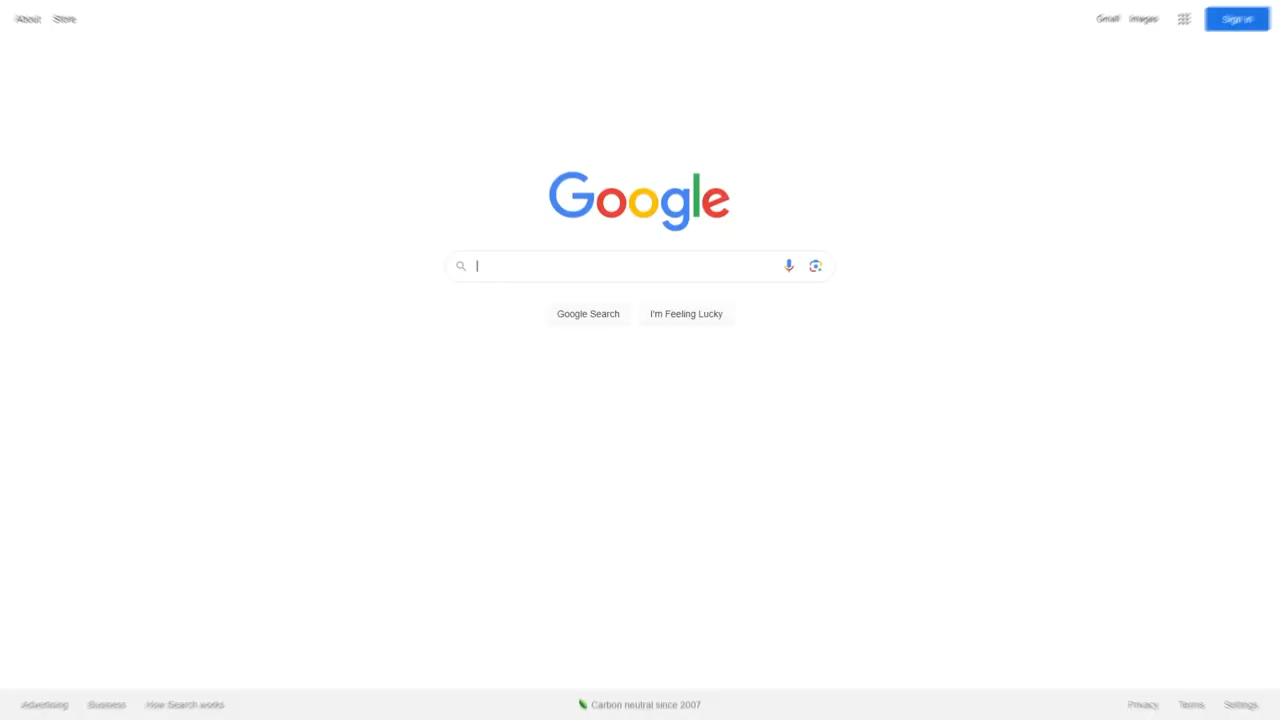 About Store
Gmail Images Sign in
Google
Google Search I'm Feeling Lucky
Advertising Business How Search works Carbon neutral since 2007 Privacy Terms Settings